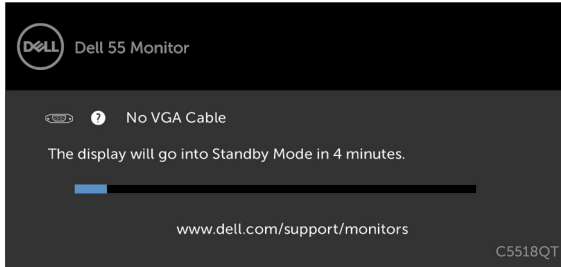 DELL Dell 55 Monitor
? No VGA Cable
The display will go into Standby Mode in 4 minutes.
www.dell.com/support/monitors
C5518QT